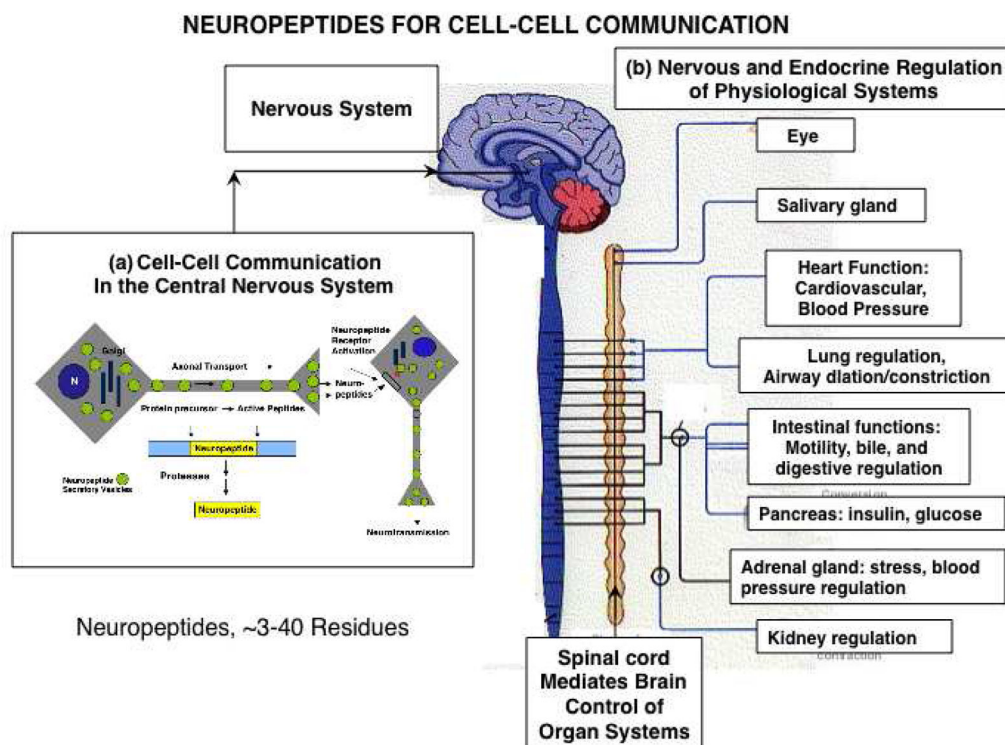 NEUROPEPTIDES FOR CELL-CELL COMMUNICATION
Nervous System
(b) Nervous and Endocrine Regulation
of Physiological Systems
Eye
Salivary gland
Heart Function:
Cardiovascular,
Blood Pressure
Lung regulation,
Airway dlation/constriction
Intestinal functions:
Motility, bile, and
digestive regulation
Conversion
Pancreas: insulin, glucose
Adrenal gland: stress, blood
pressure regulation
Kidney regulation
contraction
(a) Cell-Cell Communication
In the Central Nervous System
Golgi
N
Axonal Transport
Neuropeptide
Receptor
Activation
Neuro-
peptides
Protein precursor
Active Peptides
Neuropeptide
Proteases
Neuropeptide
Neuropeptide
Secretory Vesicles
Neurotransmission
Neuropeptides, ~3-40 Residues
Spinal cord
Mediates Brain
Control of
Organ Systems